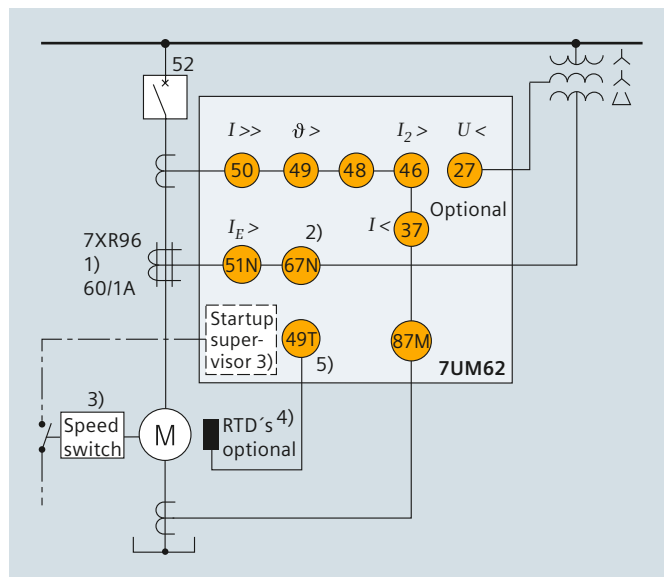 52
I >> ϑ > I2 > U <
50 49 48 46 27
Optional
I < 37
IE > 2)
7XR96
1)
60/1A
51N 67N
Startup
super-
visor 3)
49T
5)
87M
7UM62
3)
Speed
switch
M
RTD´s 4)
optional